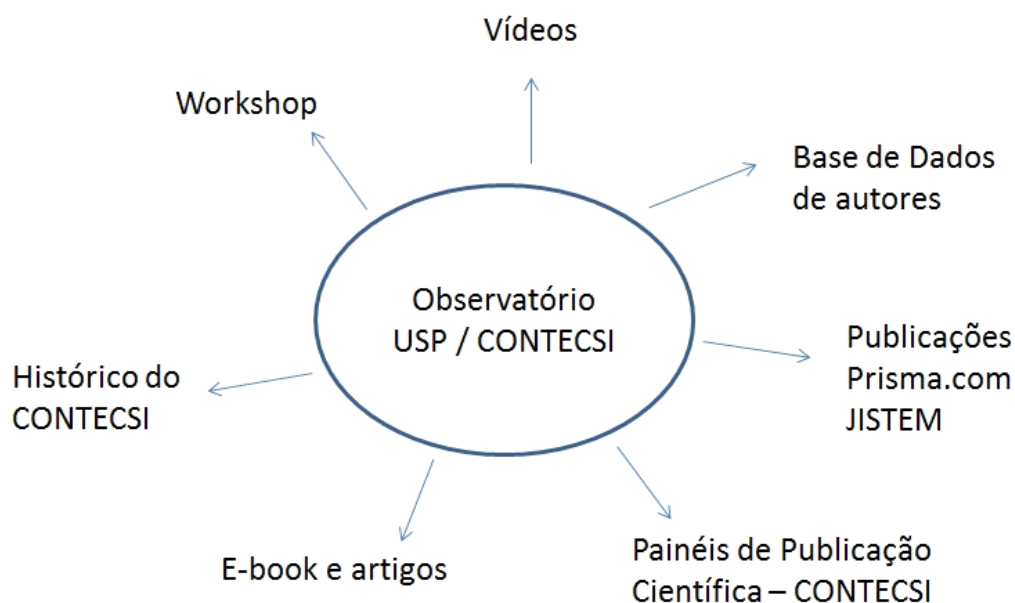 Vídeos
Workshop
Base de Dados
de autores
Observatório
USP / CONTECSI
Publicações
Prisma.com
JISTEM
Histórico do
CONTECSI
E-book e artigos
Painéis de Publicação
Científica – CONTECSI